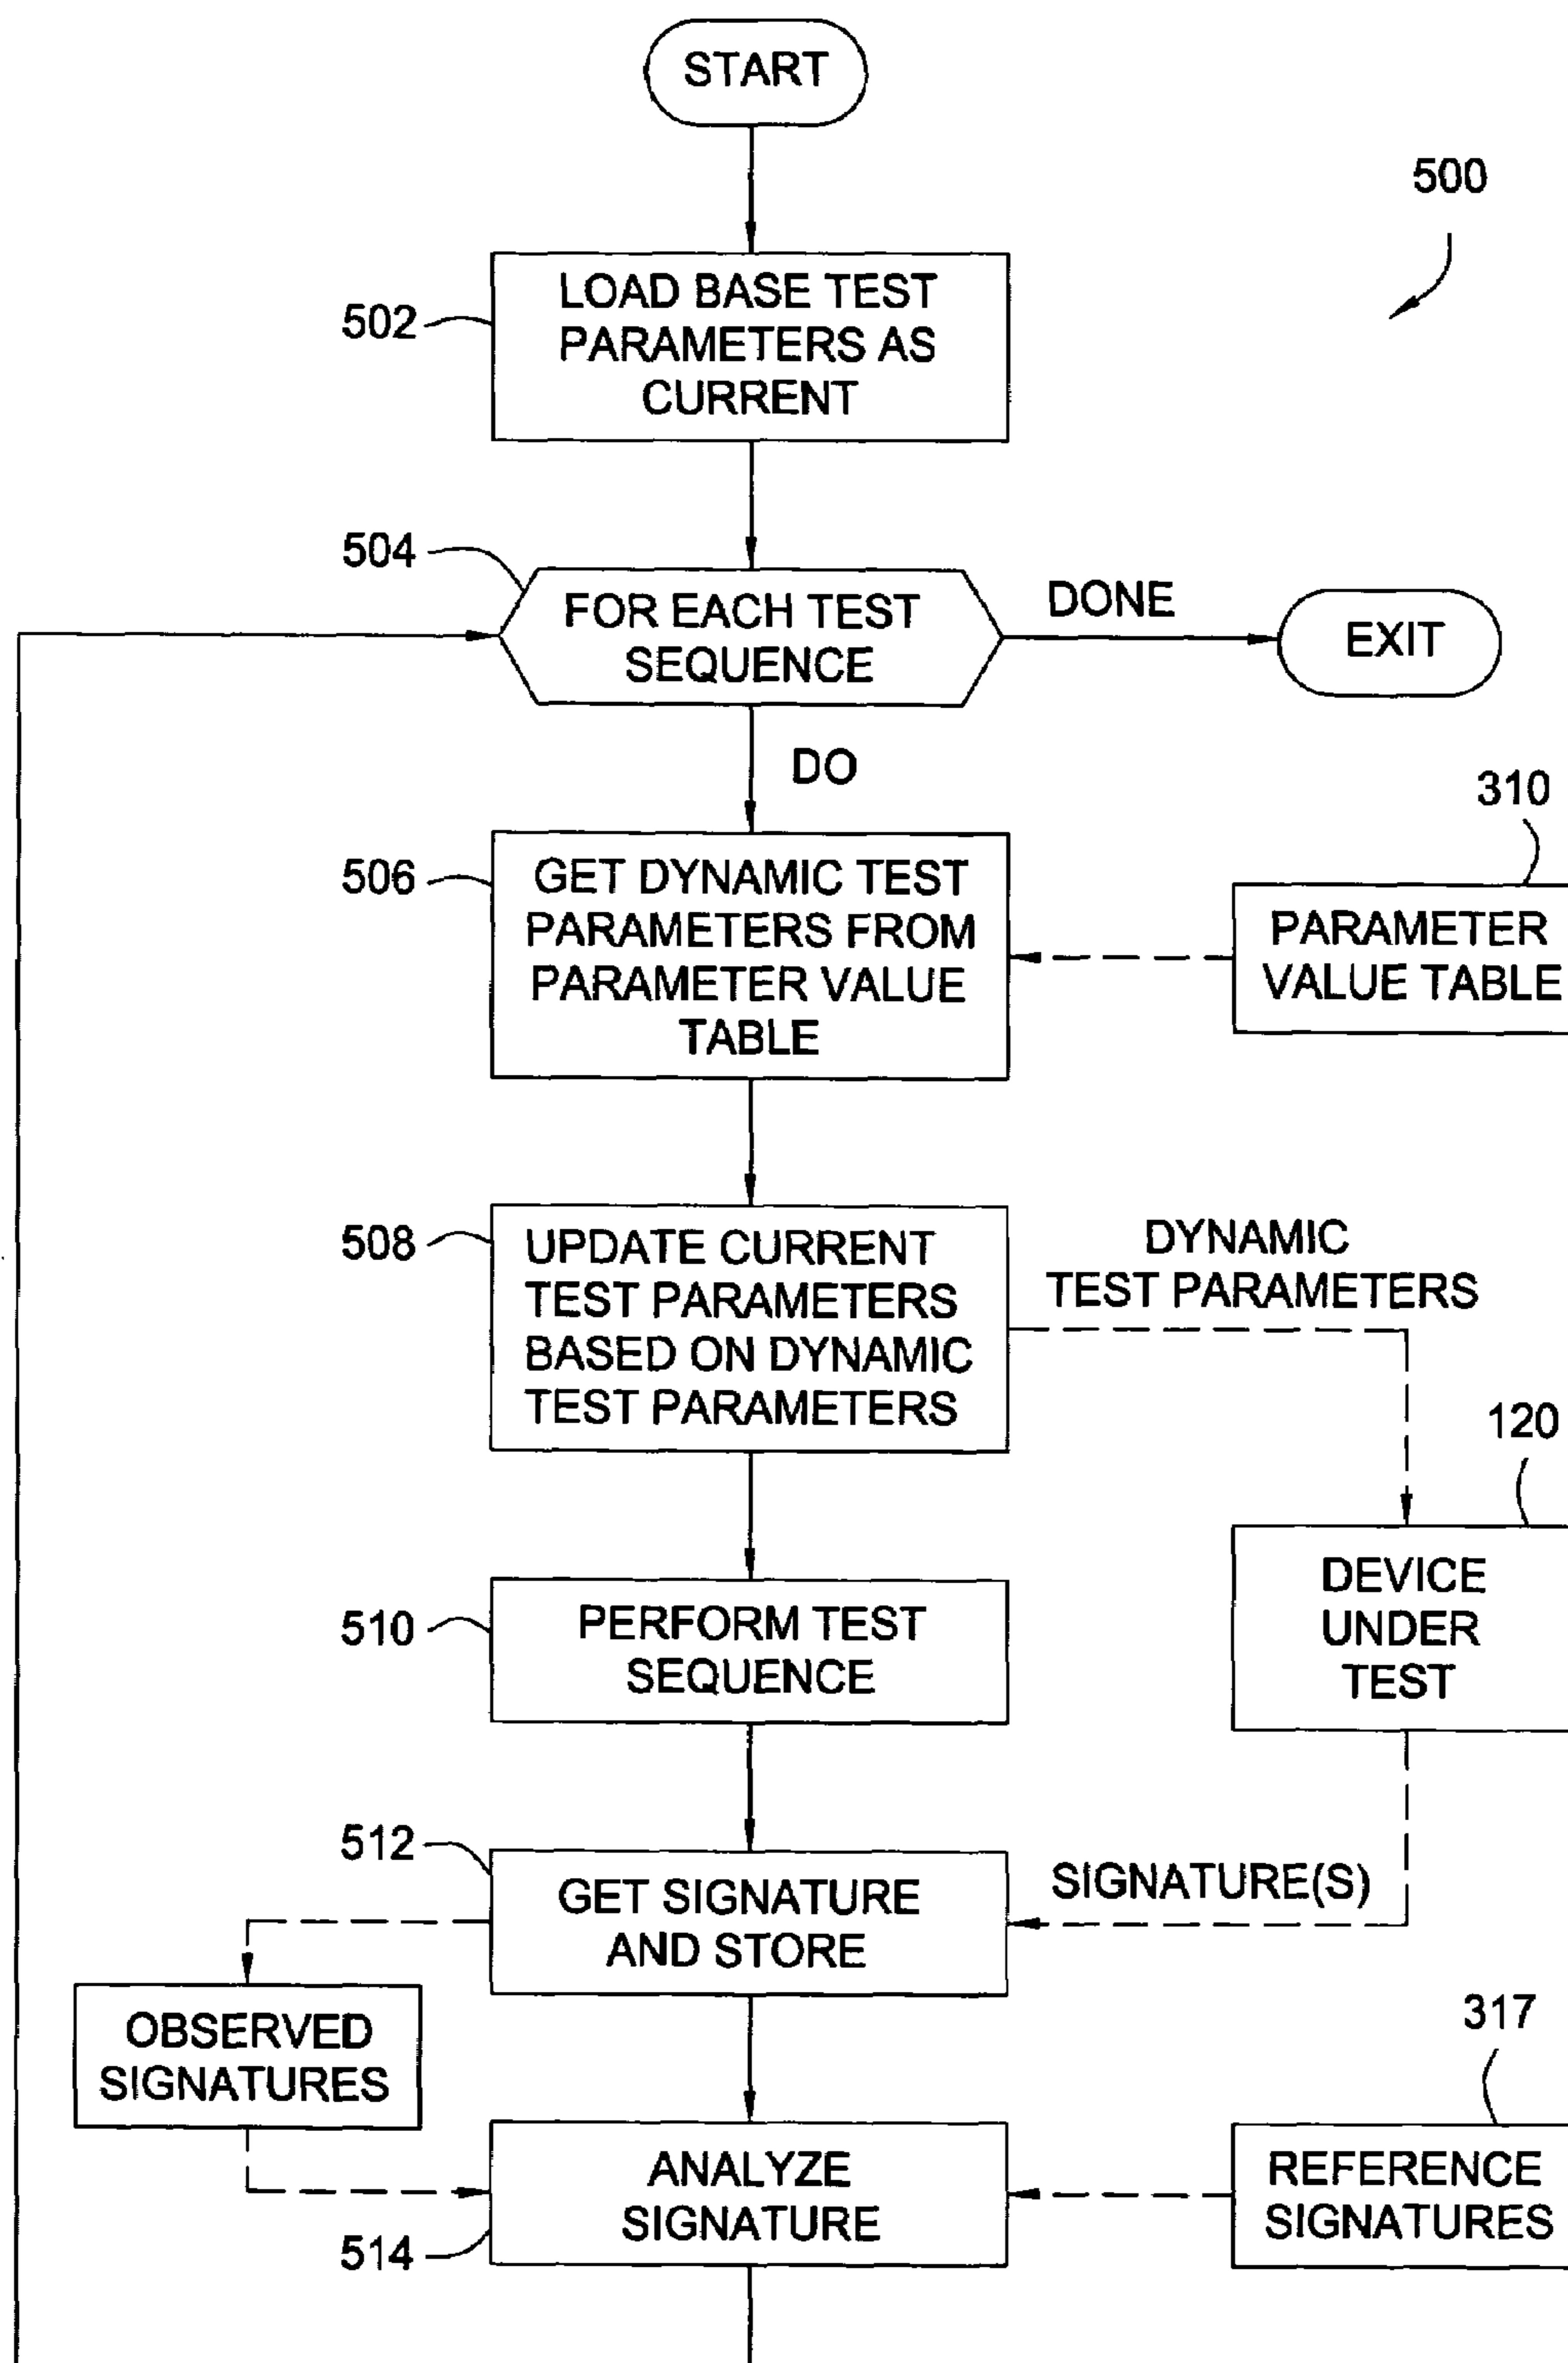 START
500
502
LOAD BASE TEST
PARAMETERS AS
CURRENT
504
FOR EACH TEST
SEQUENCE
DONE
EXIT
DO
310
506
GET DYNAMIC TEST
PARAMETERS FROM
PARAMETER VALUE
TABLE
PARAMETER
VALUE TABLE
508
UPDATE CURRENT
TEST PARAMETERS
BASED ON DYNAMIC
TEST PARAMETERS
DYNAMIC
TEST PARAMETERS
120
DEVICE
UNDER
TEST
510
PERFORM TEST
SEQUENCE
512
GET SIGNATURE
AND STORE
SIGNATURE(S)
OBSERVED
SIGNATURES
317
514
ANALYZE
SIGNATURE
REFERENCE
SIGNATURES